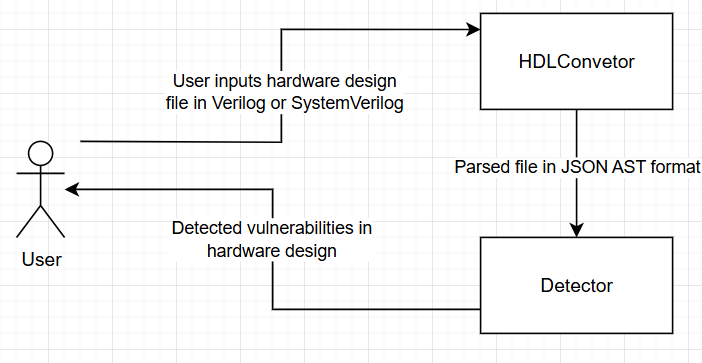 HDLConvetor
User inputs hardware design
file in Verilog or SystemVerilog
Parsed file in JSON AST format
Detected vulnerabilities in
hardware design
User
Detector